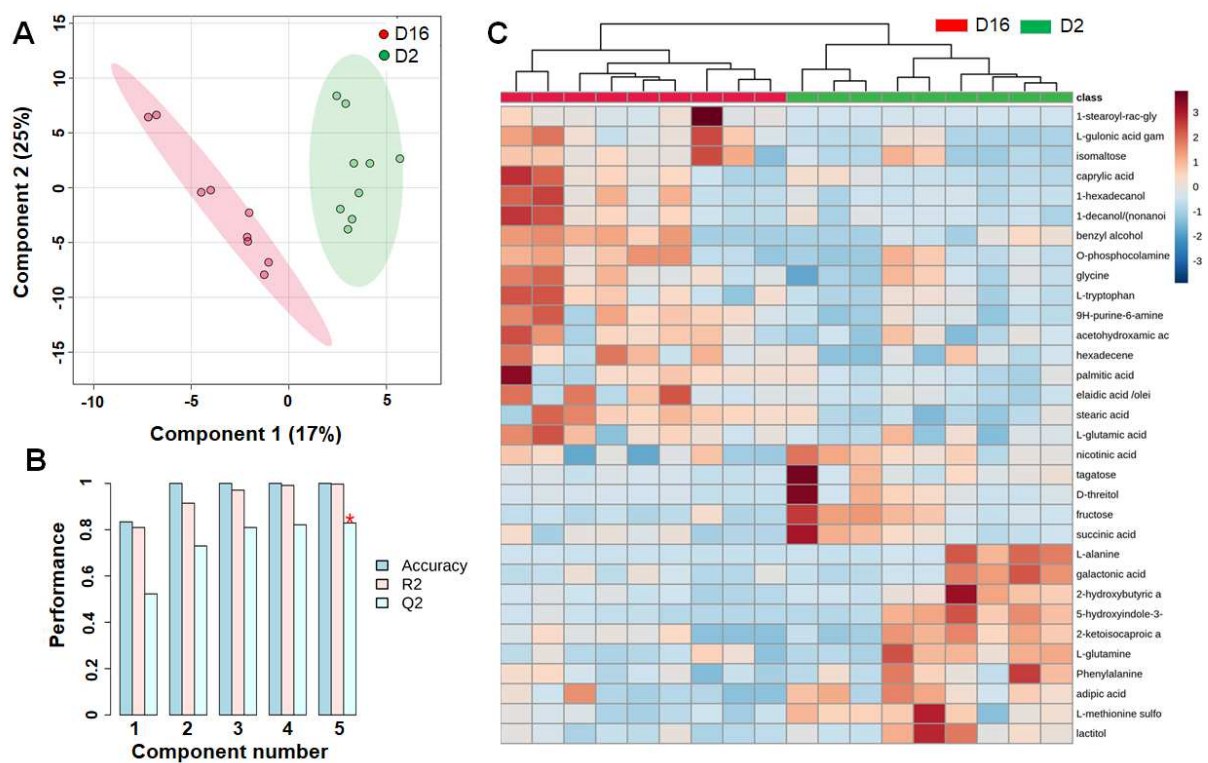 A
15
10
5
0
-5
-10
-15
-10
-5
0
5
Component 2 (25%)
Component 1 (17%)
D16
D2
B
1
0.8
0.6
0.4
0.2
0
Performance
1 2 3 4 5
Component number
*
Accuracy
R2
Q2
C
D16 D2
class
1-stearoyl-rac-gly
L-gulonic acid gam
isomaltose
caprylic acid
1-hexadecanol
1-decanol/(nonanoi
benzyl alcohol
O-phosphocolamine
glycine
L-tryptophan
9H-purine-6-amine
acetohydroxamic ac
hexadecene
palmitic acid
elaidic acid /olei
stearic acid
L-glutamic acid
nicotinic acid
tagatose
D-threitol
fructose
succinic acid
L-alanine
galactonic acid
2-hydroxybutyric a
5-hydroxyindole-3-
2-ketoisocaproic a
L-glutamine
Phenylalanine
adipic acid
L-methionine sulfo
lactitol
3
2
1
0
-1
-2
-3